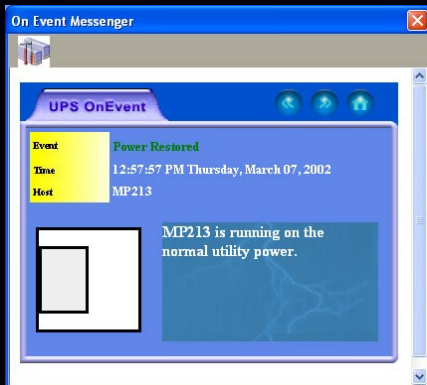 On Event Messenger
UPS OnEvent
Event Power Restored
Time 12:57:57 PM Thursday, March 07, 2002
Host MP213
MP213 is running on the
normal utility power.